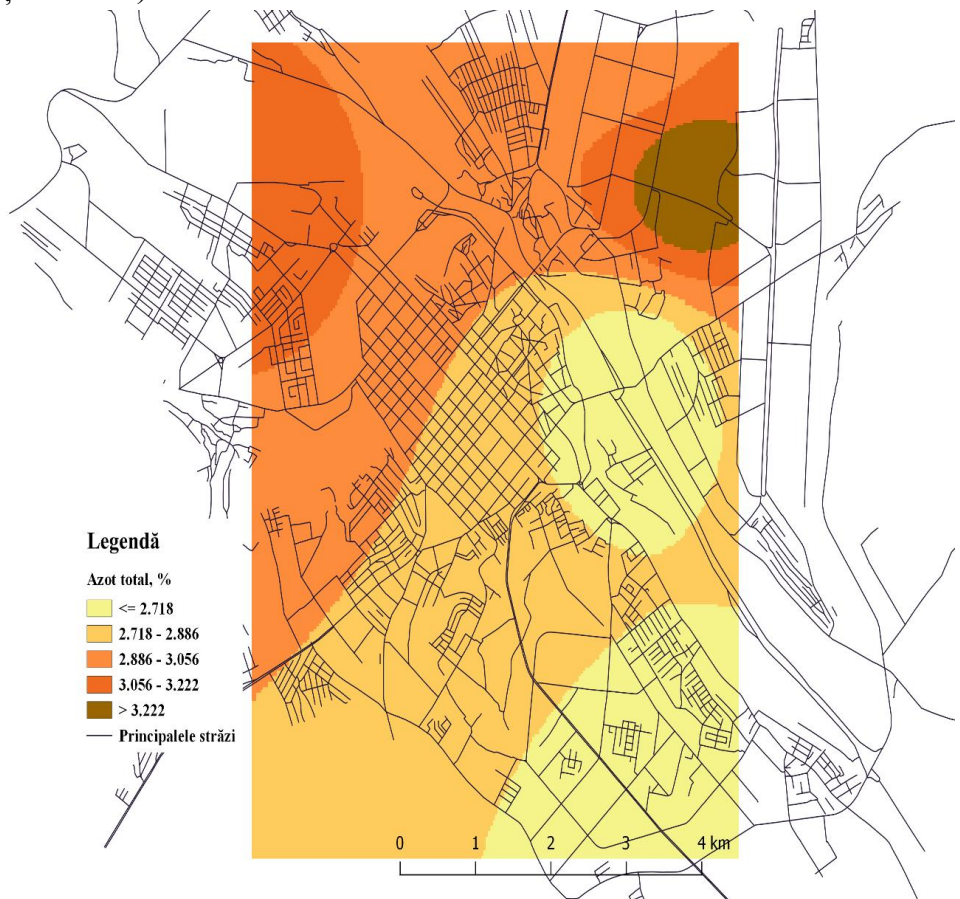 Legendă
Azot total, %
<= 2.718
2.718 - 2.886
2.886 - 3.056
3.056 - 3.222
> 3.222
Principalele străzi
0 1 2 3 4 km